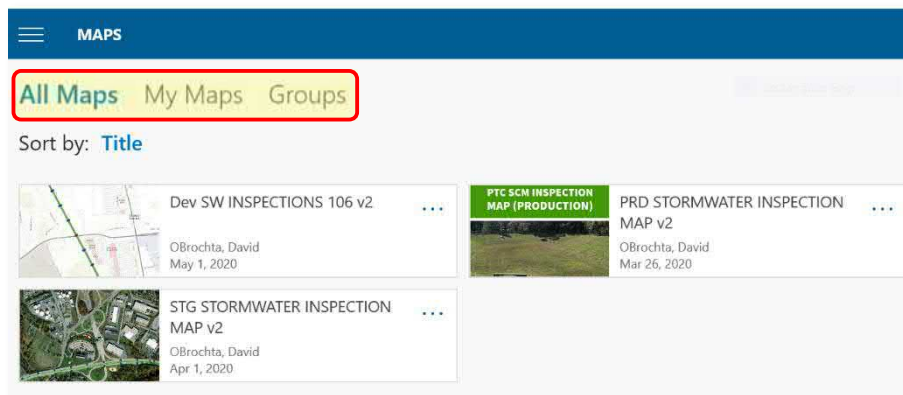 MAPS
All Maps My Maps Groups
Sort by: Title
Dev SW INSPECTIONS 106 v2
...
OBrochta, David
May 1, 2020
PTC SCM INSPECTION
MAP (PRODUCTION)
PRD STORMWATER INSPECTION
MAP v2
...
OBrochta, David
Mar 26, 2020
STG STORMWATER INSPECTION
MAP v2
...
OBrochta, David
Apr 1, 2020